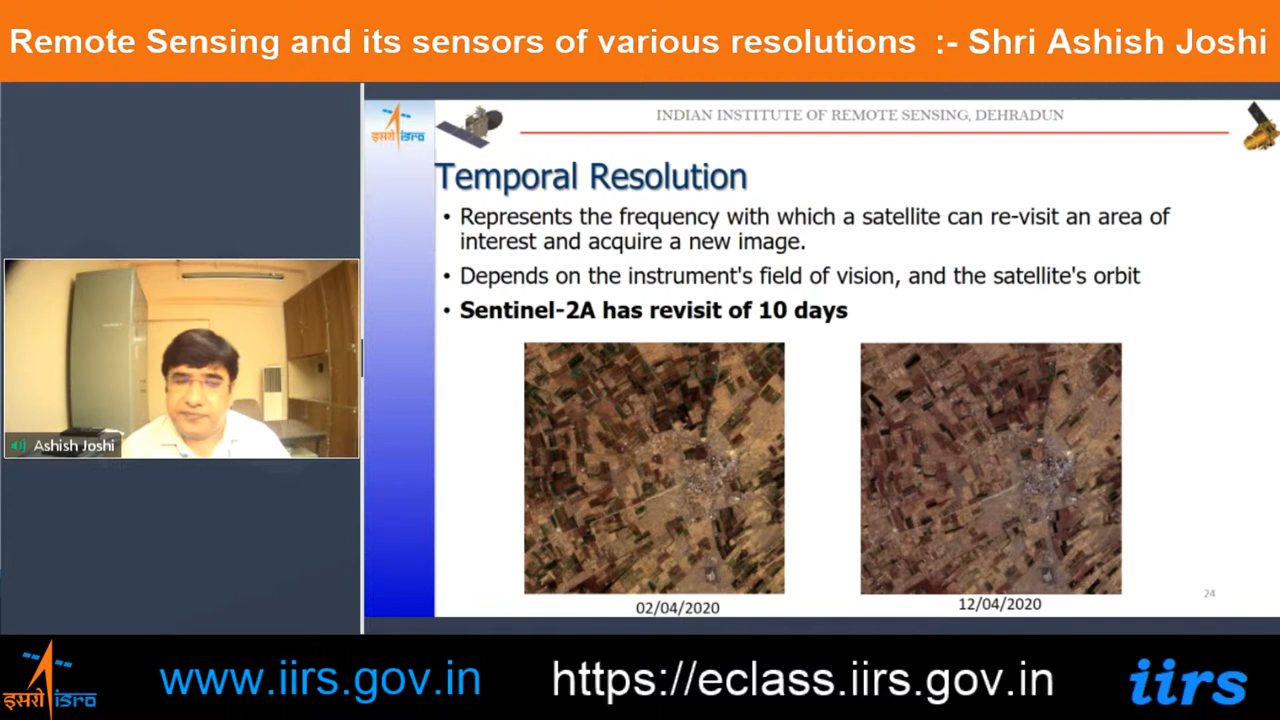 Remote Sensing and its sensors of various resolutions :- Shri Ashish Joshi
इसरो isro
INDIAN INSTITUTE OF REMOTE SENSING, DEHRADUN
Temporal Resolution
• Represents the frequency with which a satellite can re-visit an area of
interest and acquire a new image.
• Depends on the instrument's field of vision, and the satellite's orbit
• Sentinel-2A has revisit of 10 days
Ashish Joshi
02/04/2020
12/04/2020
24
इसरो isro
www.iirs.gov.in
https://eclass.iirs.gov.in
iirs